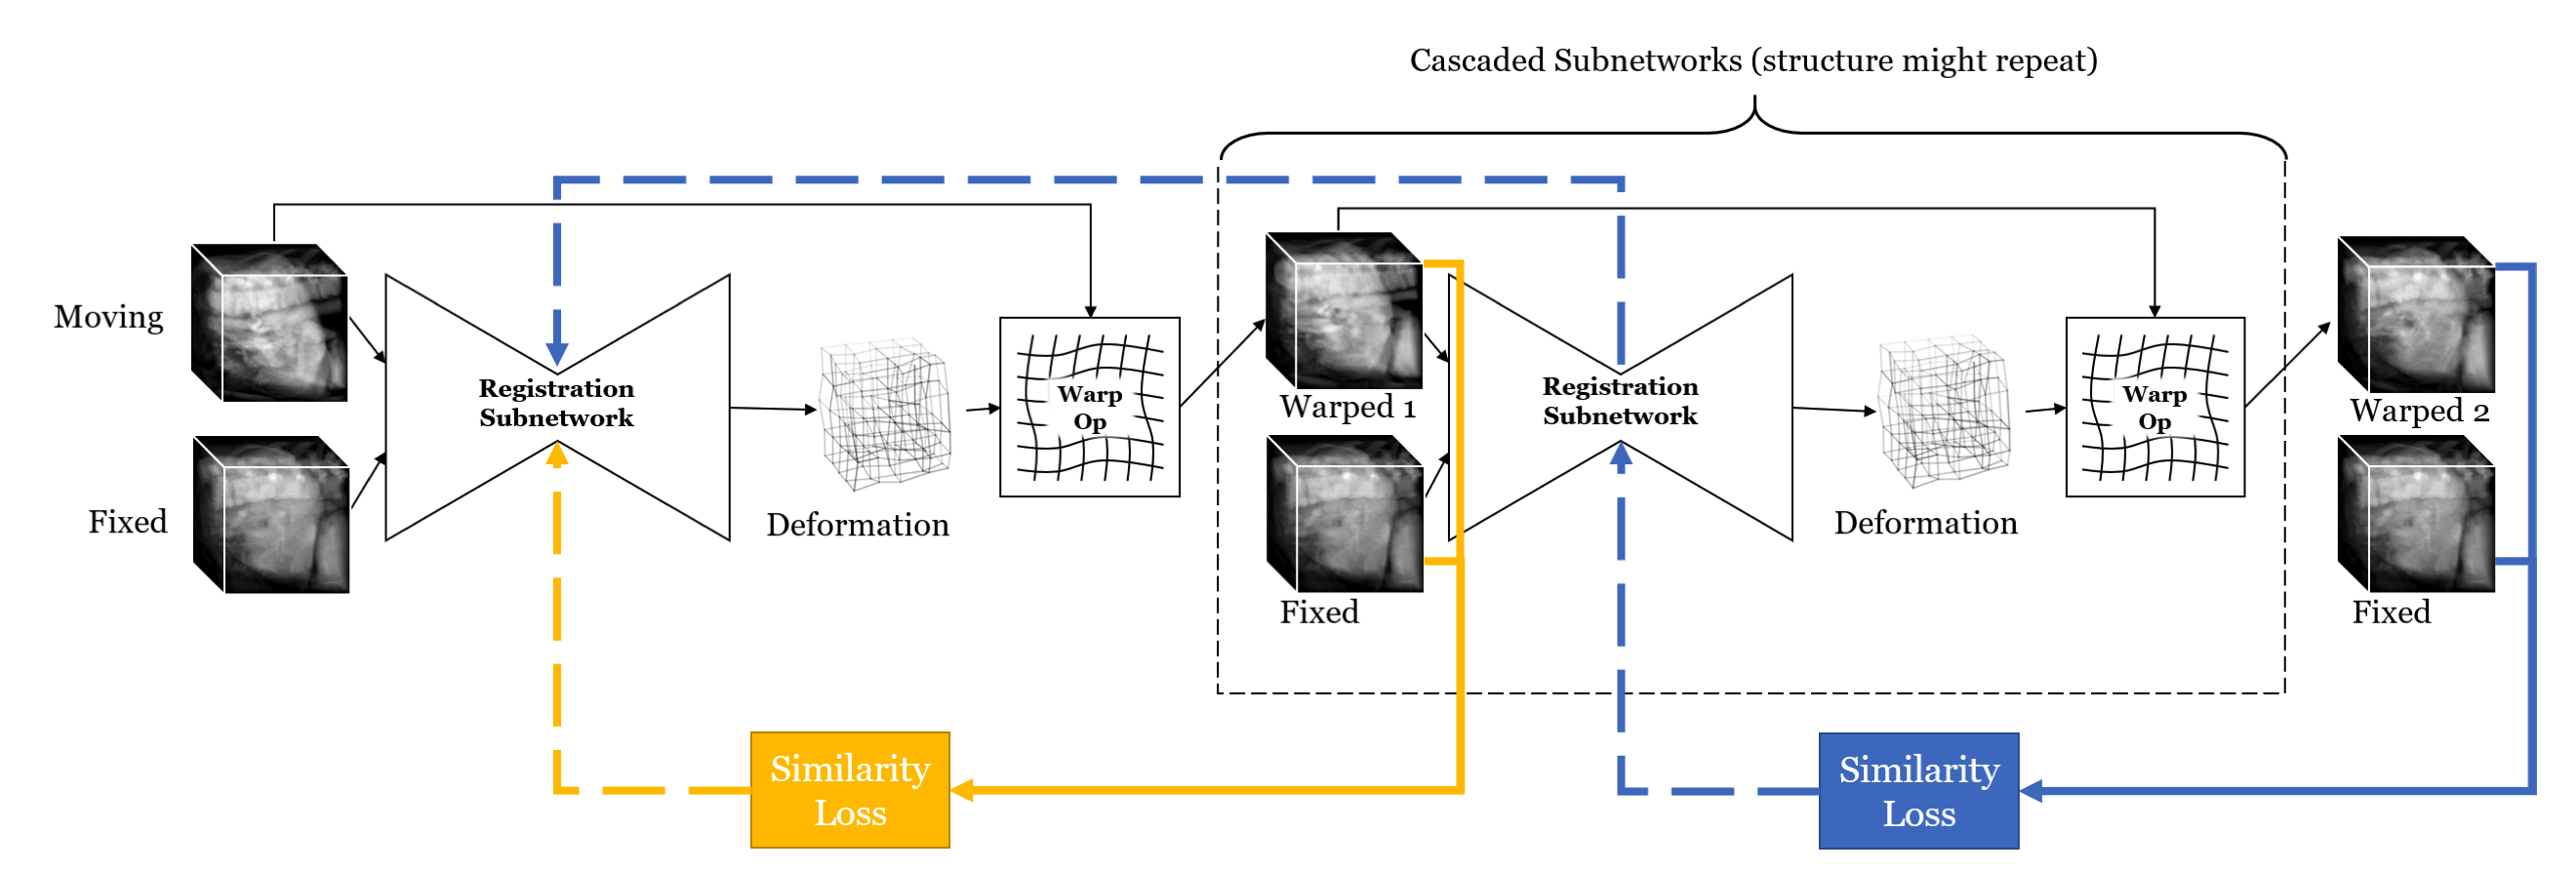 Cascaded Subnetworks (structure might repeat)
Moving
Fixed
Registration
Subnetwork
Deformation
Warp
Op
Warped 1
Fixed
Registration
Subnetwork
Deformation
Warp
Op
Warped 2
Fixed
Similarity
Loss
Similarity
Loss